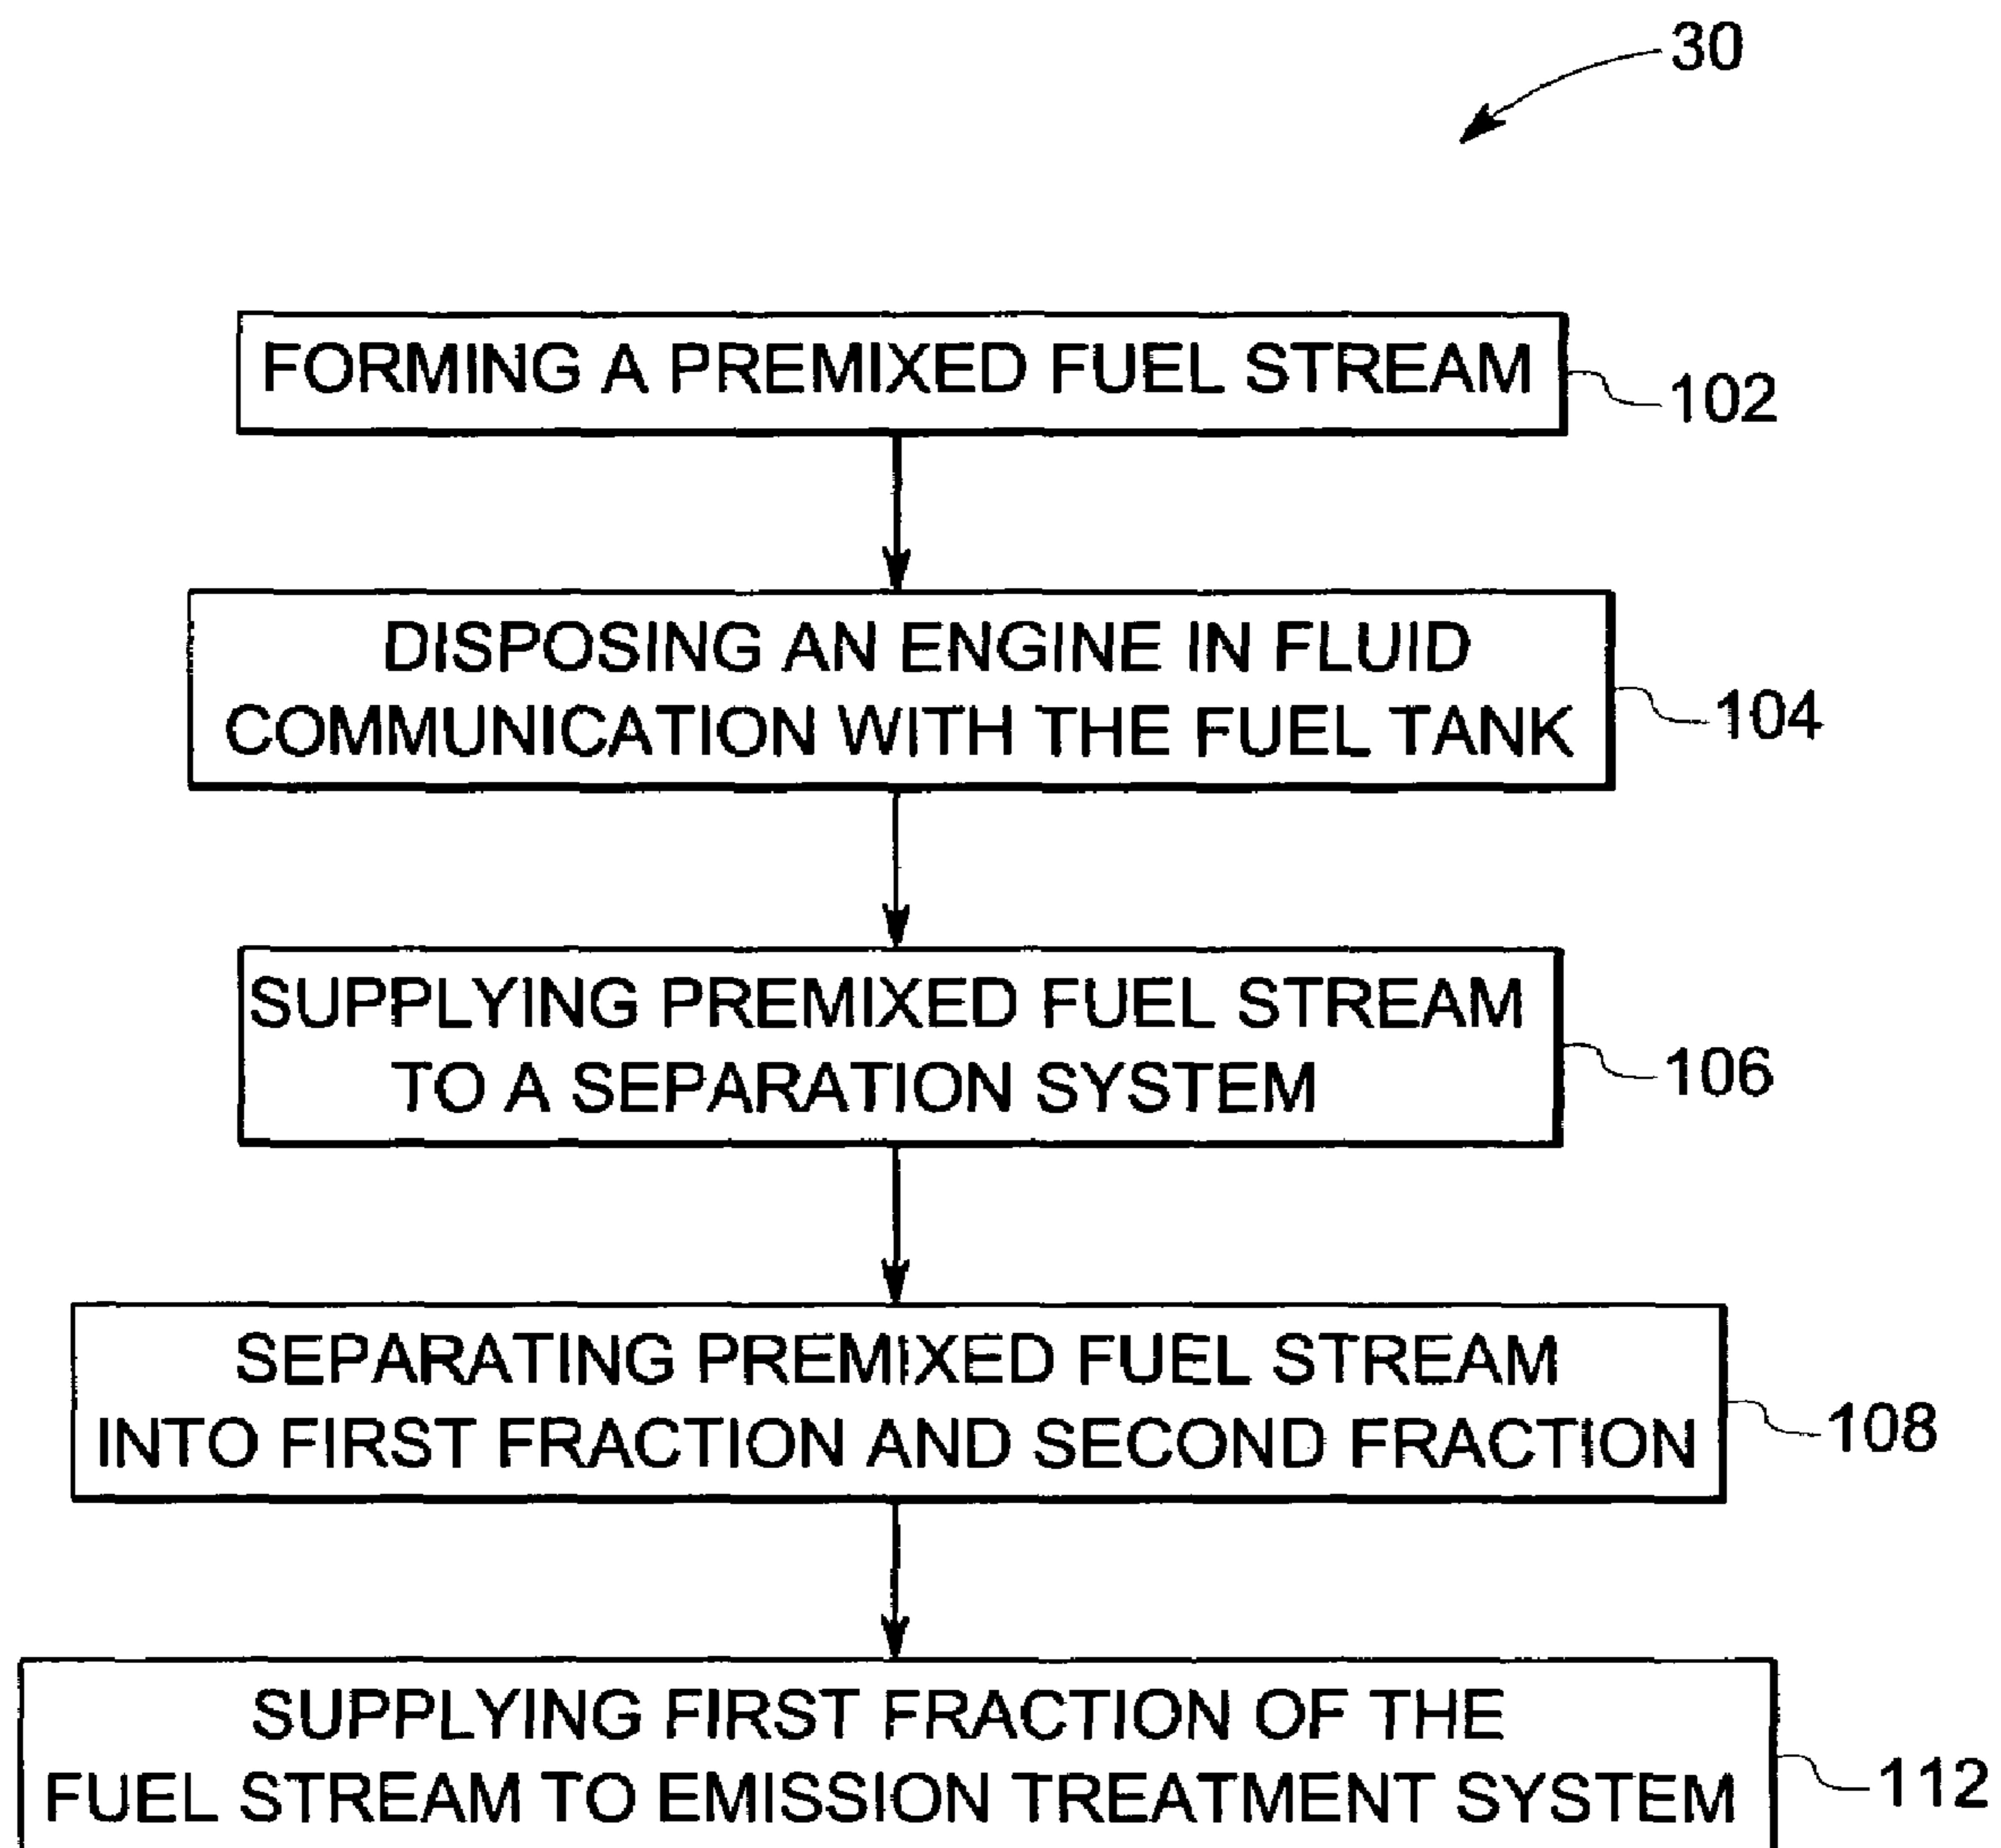 30
FORMING A PREMIXED FUEL STREAM
102
DISPOSING AN ENGINE IN FLUID
COMMUNICATION WITH THE FUEL TANK
104
SUPPLYING PREMIXED FUEL STREAM
TO A SEPARATION SYSTEM
106
SEPARATING PREMIXED FUEL STREAM
INTO FIRST FRACTION AND SECOND FRACTION
108
SUPPLYING FIRST FRACTION OF THE
FUEL STREAM TO EMISSION TREATMENT SYSTEM
112